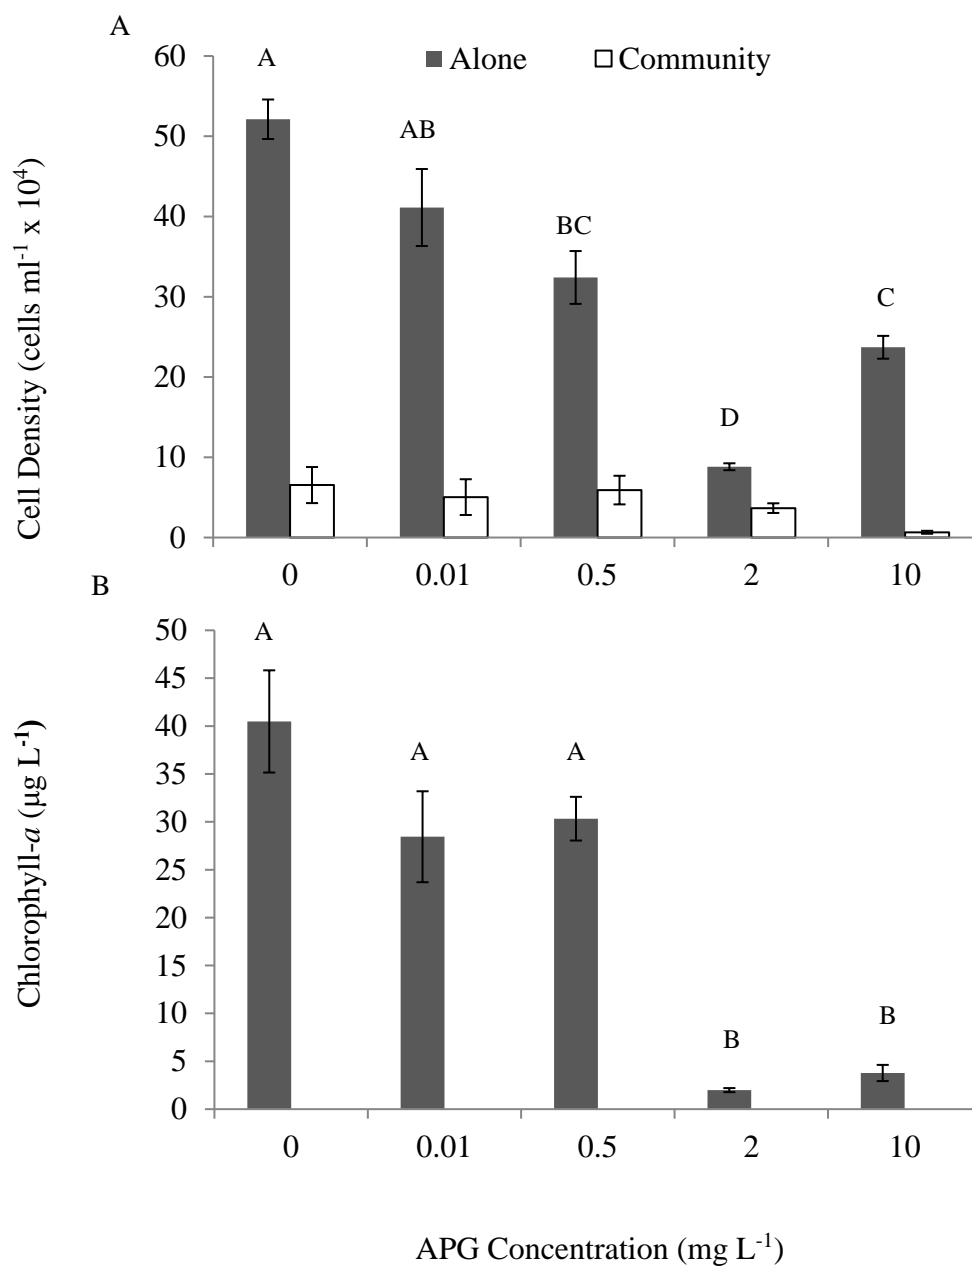 A
60
A
Alone
Community
50
AB
40
BC
30
C
20
D
10
0
Cell Density (cells ml⁻¹ x 10⁴)
0
0.01
0.5
2
10
B
50
A
45
40
A
A
35
30
25
20
15
10
B
B
5
0
Chlorophyll-a (µg L⁻¹)
0
0.01
0.5
2
10
APG Concentration (mg L⁻¹)